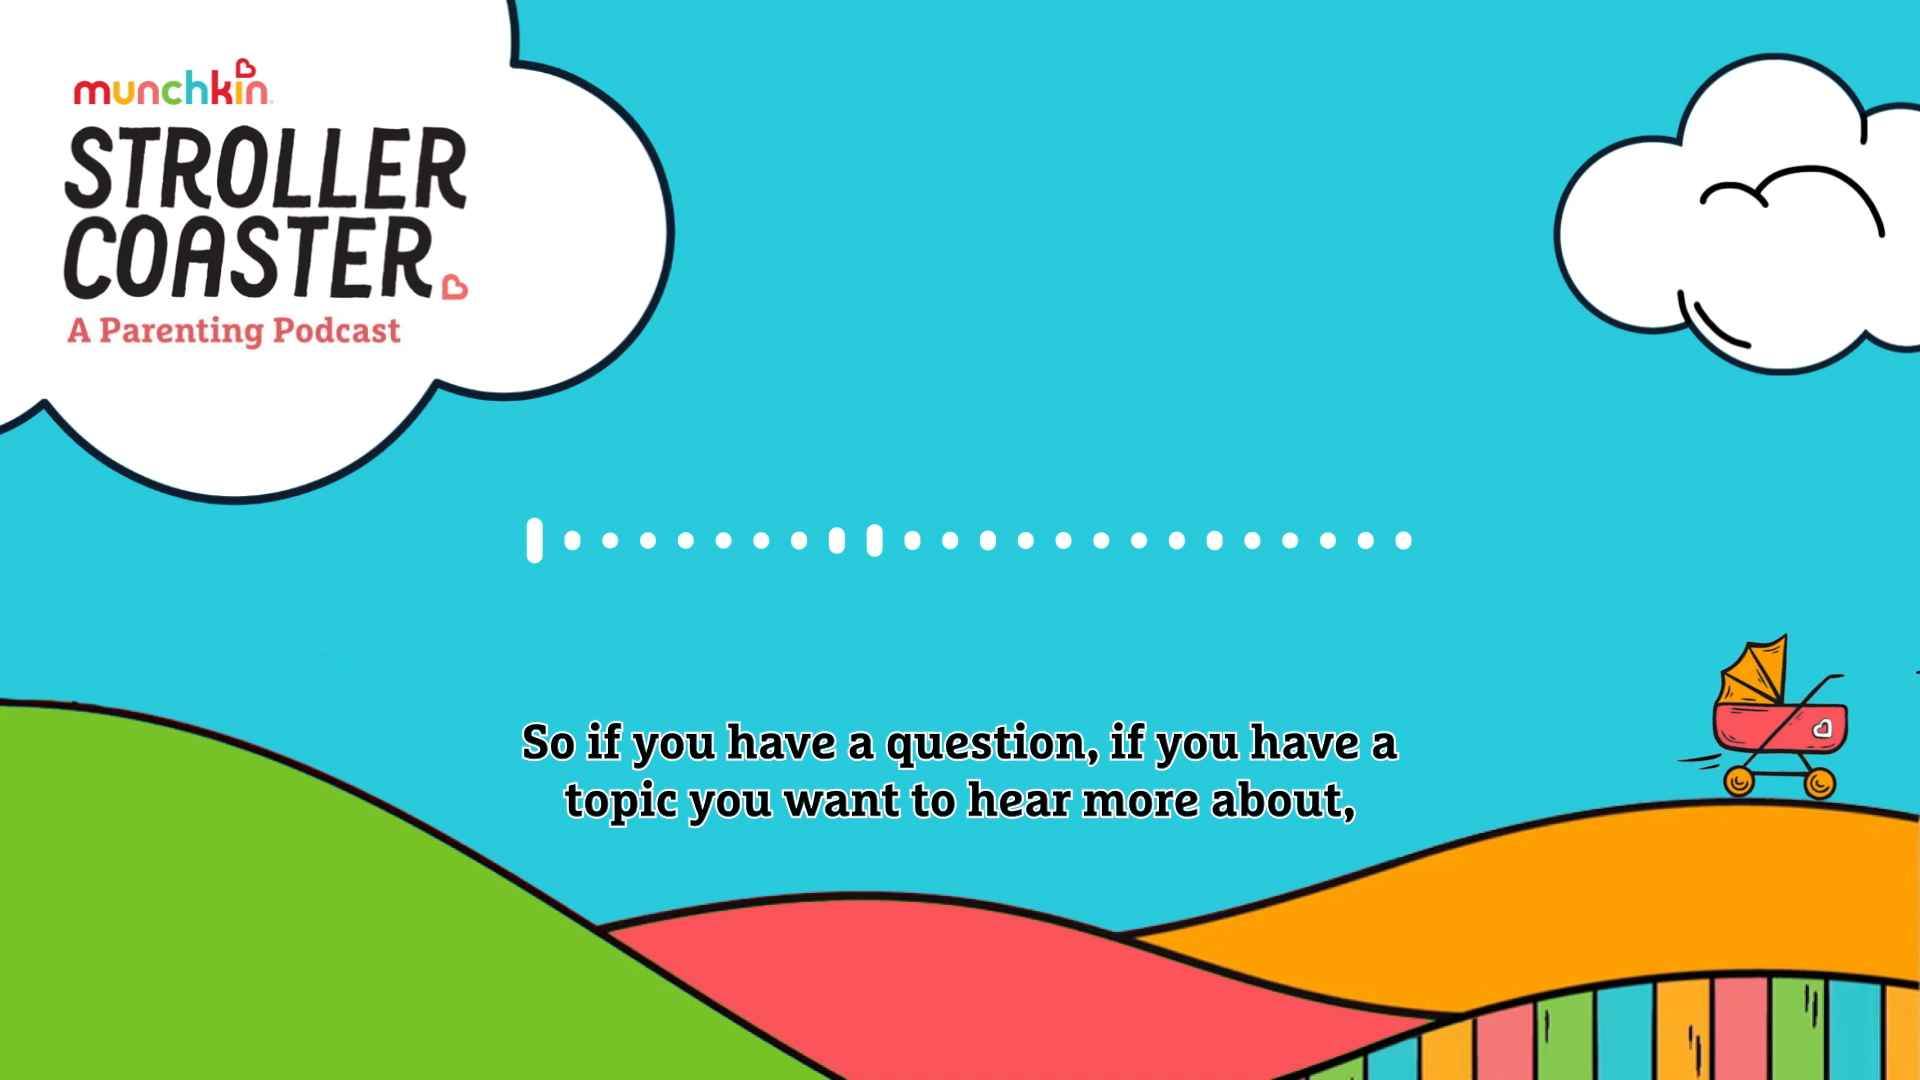 munchkin
STROLLER
COASTER
A Parenting Podcast
So if you have a question, if you have a
topic you want to hear more about,